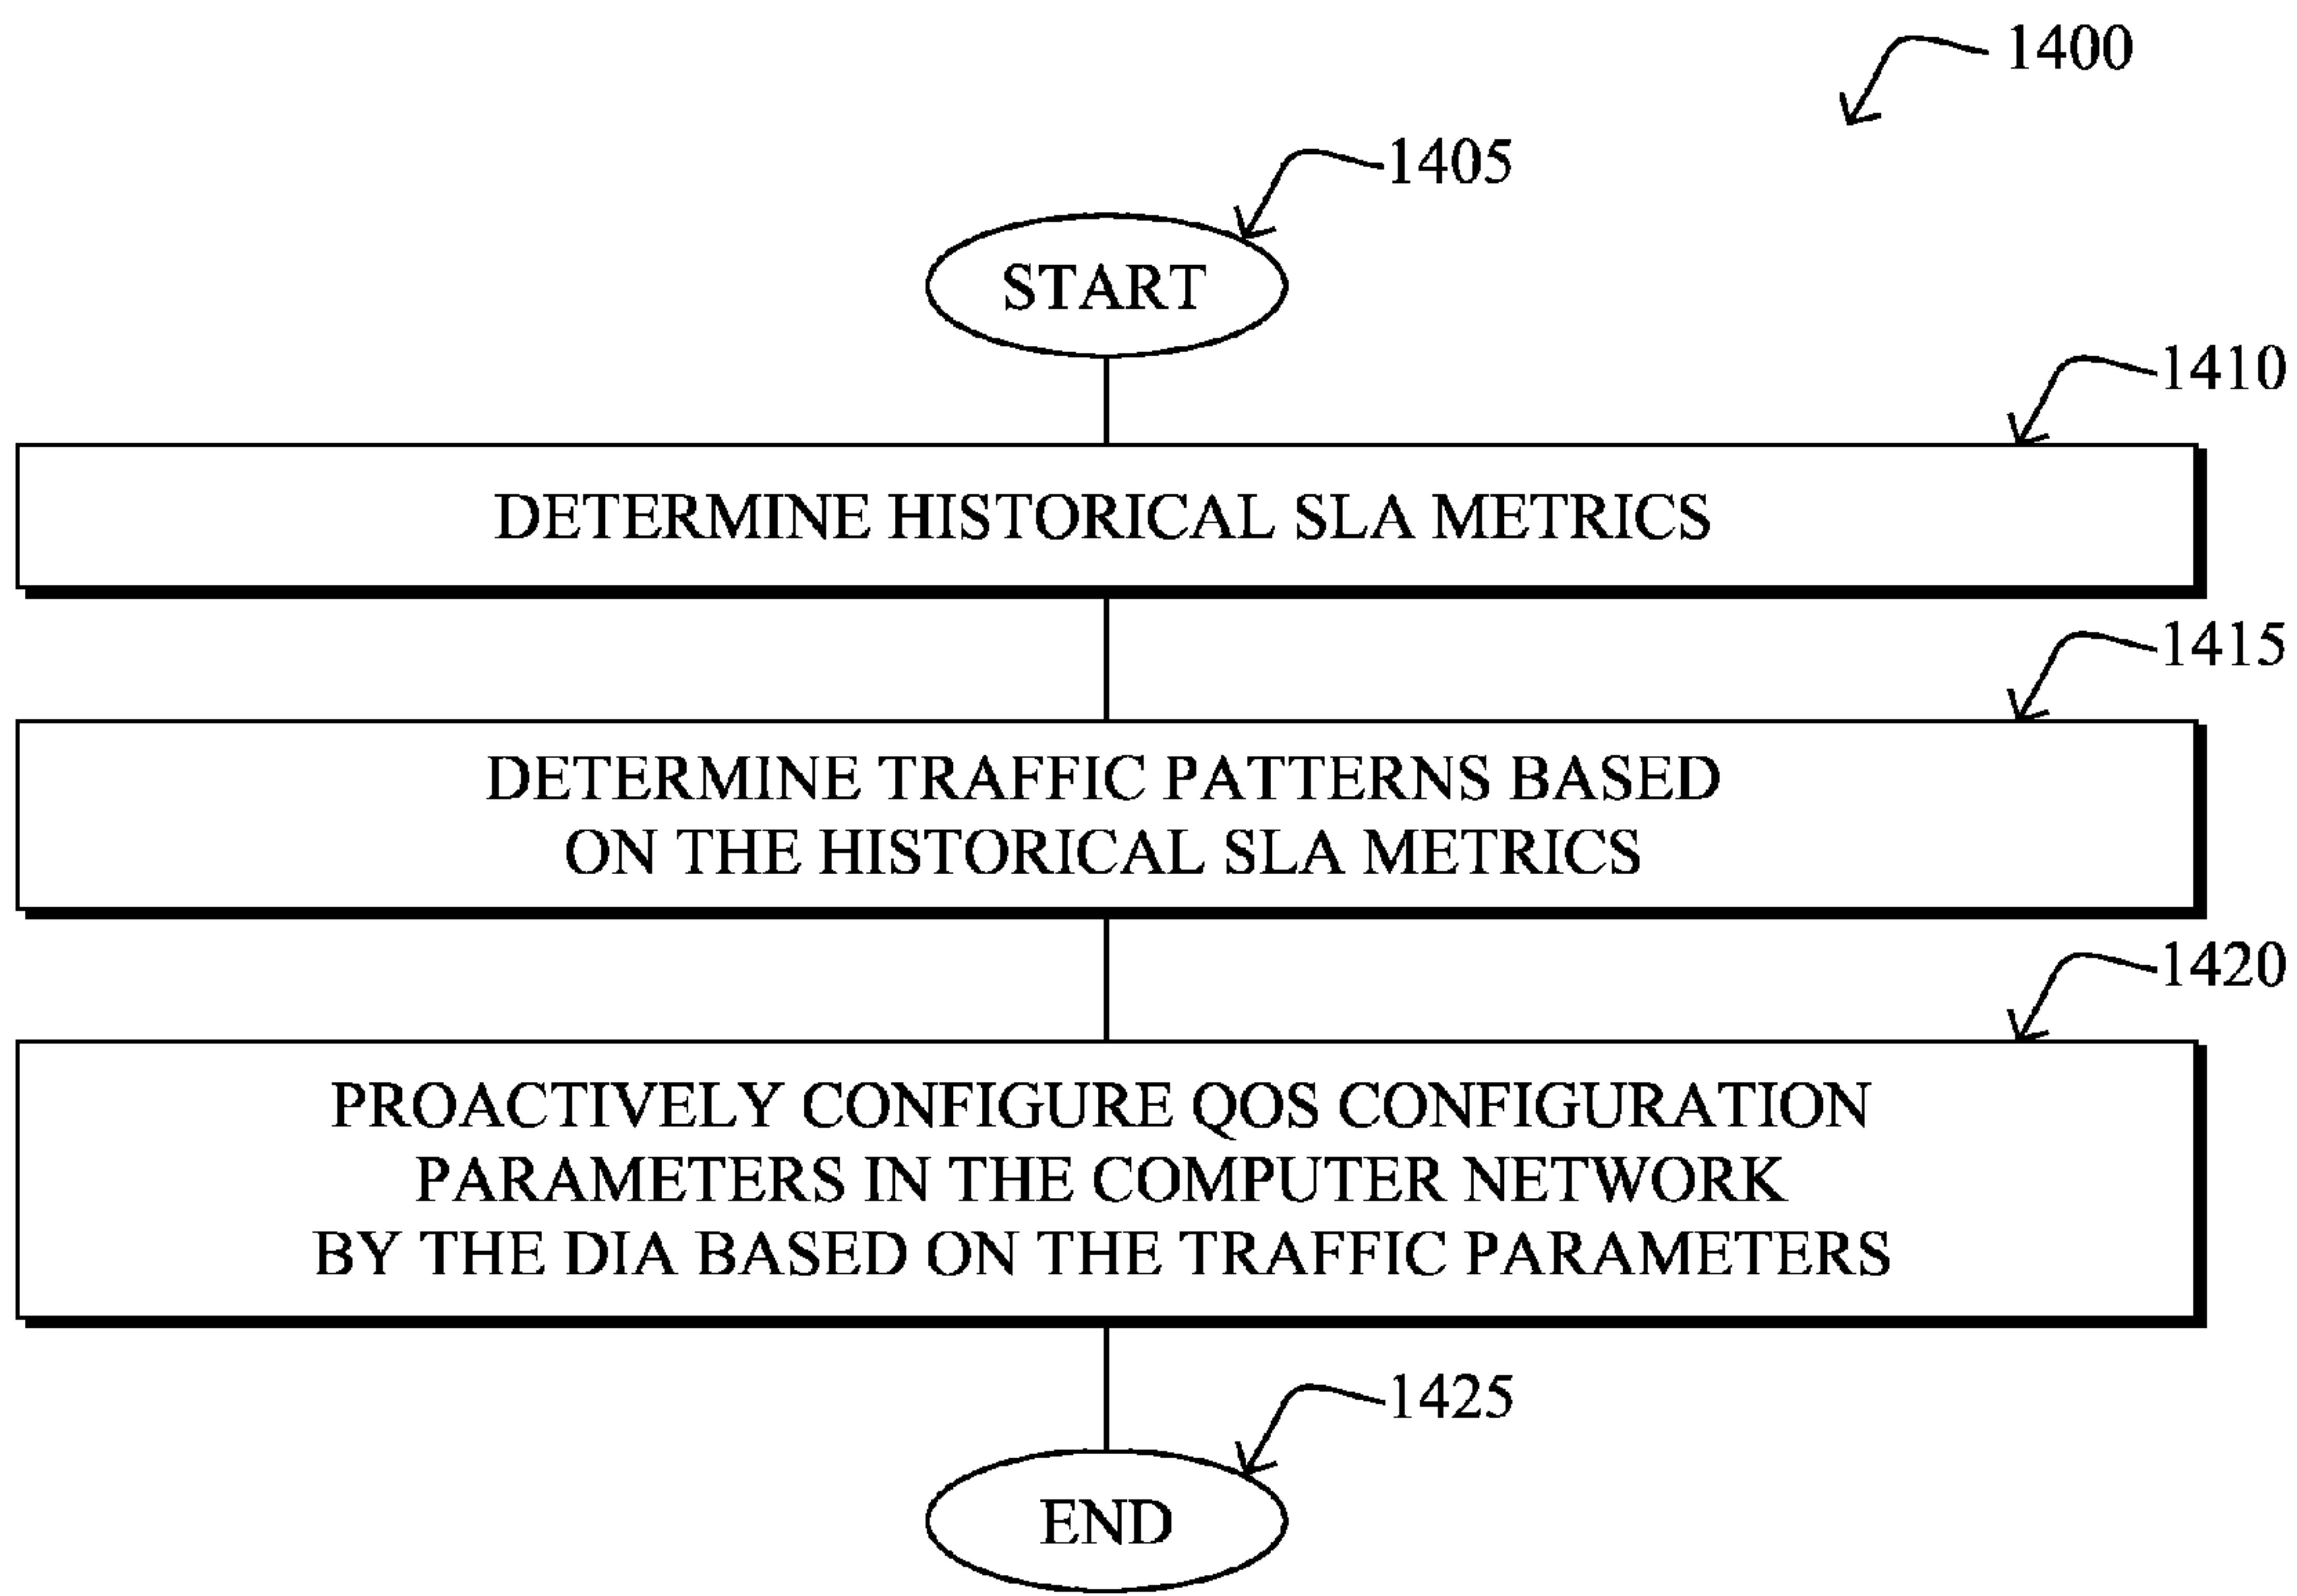 1400
1405
START
1410
DETERMINE HISTORICAL SLA METRICS
1415
DETERMINE TRAFFIC PATTERNS BASED
ON THE HISTORICAL SLA METRICS
1420
PROACTIVELY CONFIGURE QOS CONFIGURATION
PARAMETERS IN THE COMPUTER NETWORK
BY THE DIA BASED ON THE TRAFFIC PARAMETERS
1425
END